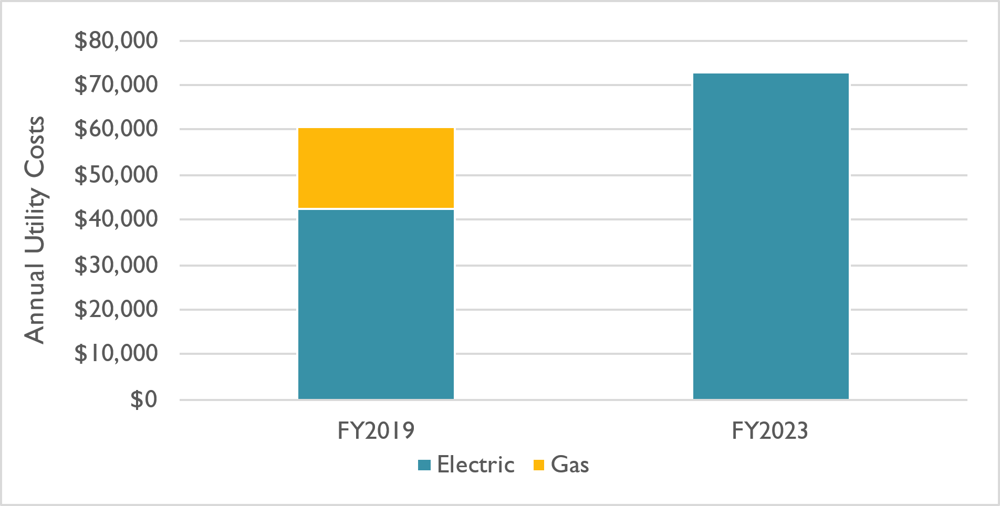 $80,000
$70,000
$60,000
$50,000
$40,000
$30,000
$20,000
$10,000
$0
Annual Utility Costs
FY2019
FY2023
Electric
Gas